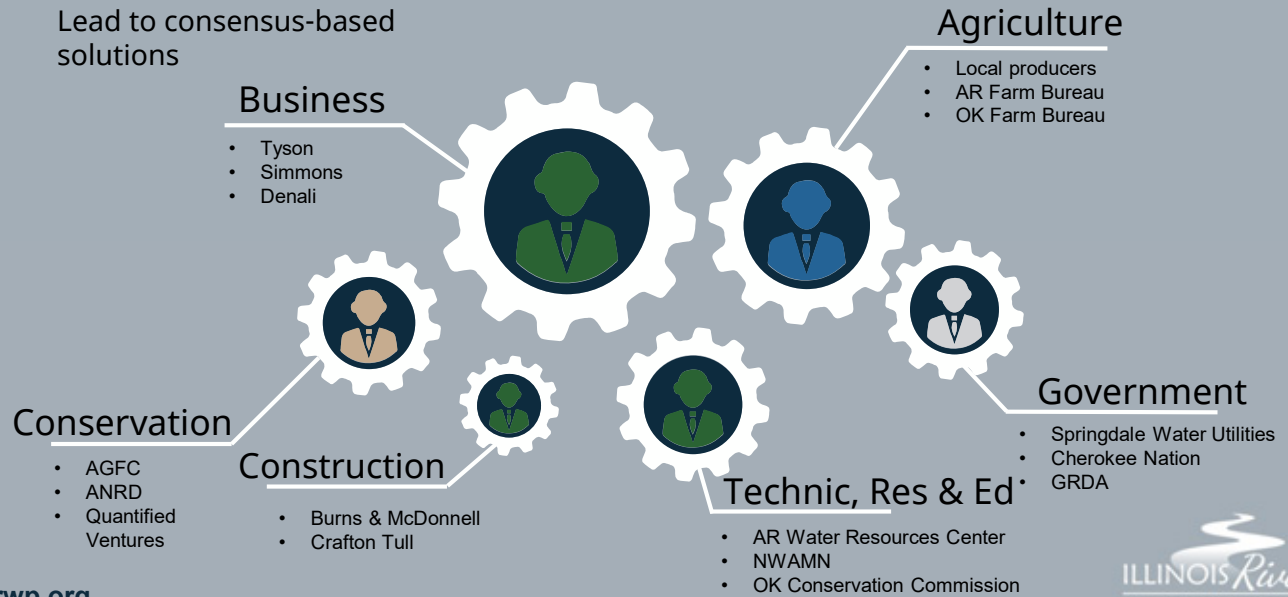 Lead to consensus-based
solutions
Business
• Tyson
• Simmons
• Denali
Agriculture
• Local producers
• AR Farm Bureau
• OK Farm Bureau
Conservation
• AGFC
• ANRD
• Quantified
Ventures
Construction
• Burns & McDonnell
• Crafton Tull
Technic, Res & Ed
• AR Water Resources Center
• NWAMN
• OK Conservation Commission
Government
• Springdale Water Utilities
• Cherokee Nation
• GRDA
ILLINOIS